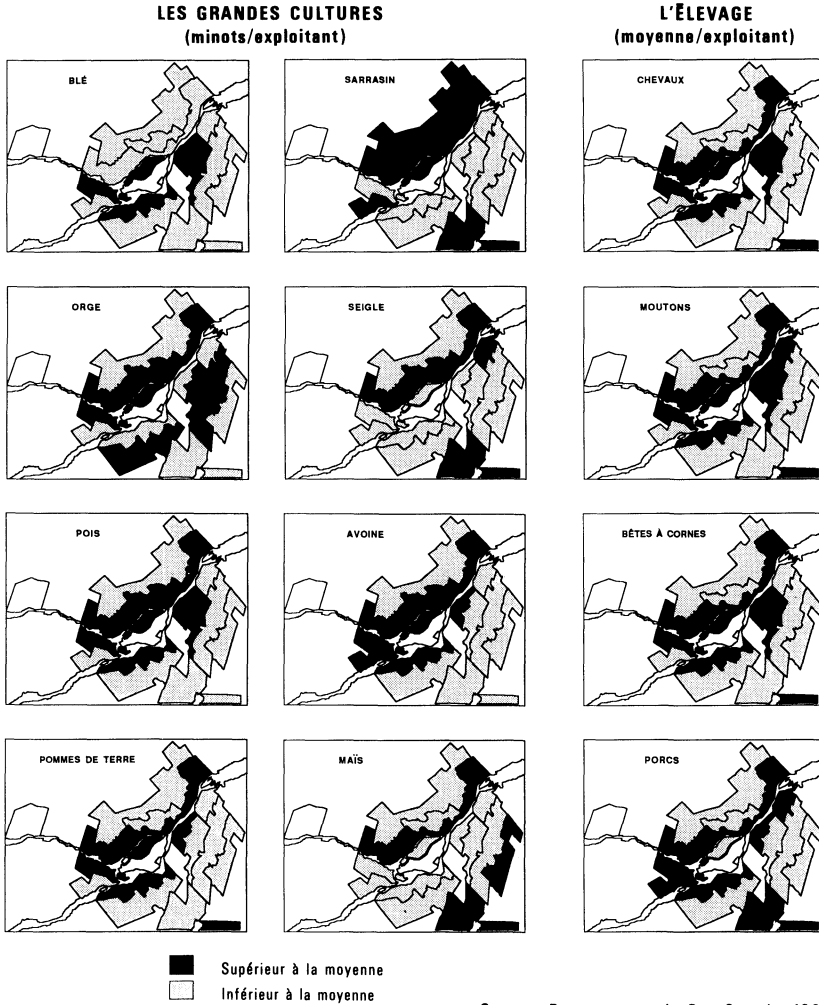 LES GRANDES CULTURES
(minots/exploitant)
L'ÉLEVAGE
(moyenne/exploitant)
BLÉ
SARRASIN
CHEVAUX
ORGE
SEIGLE
MOUTONS
POIS
AVOINE
BÊTES À CORNES
POMMES DE TERRE
MAÏS
PORCS
Supérieur à la moyenne
Inférieur à la moyenne